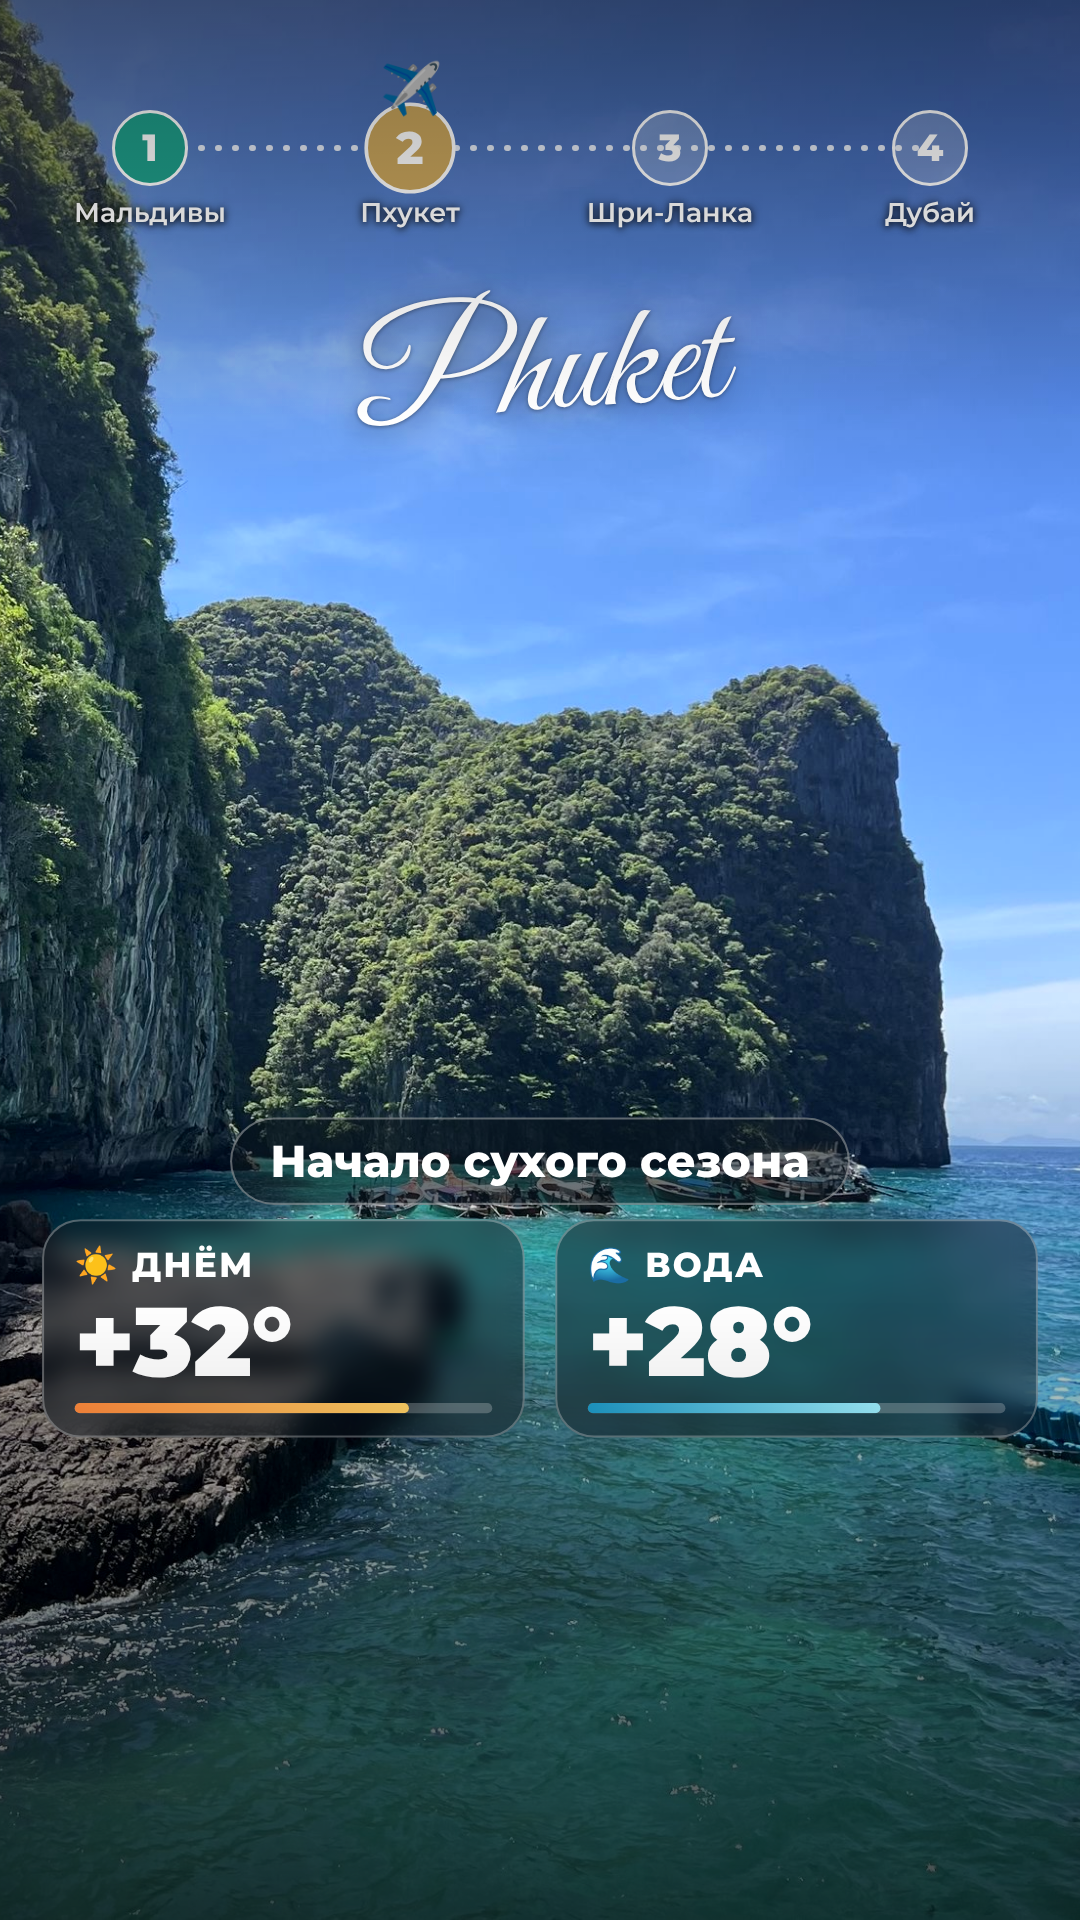 1 2 3 4
Мальдивы Пхукет Шри-Ланка Дубай
Phuket
Начало сухого сезона
ДНЁМ
+32°
ВОДА
+28°